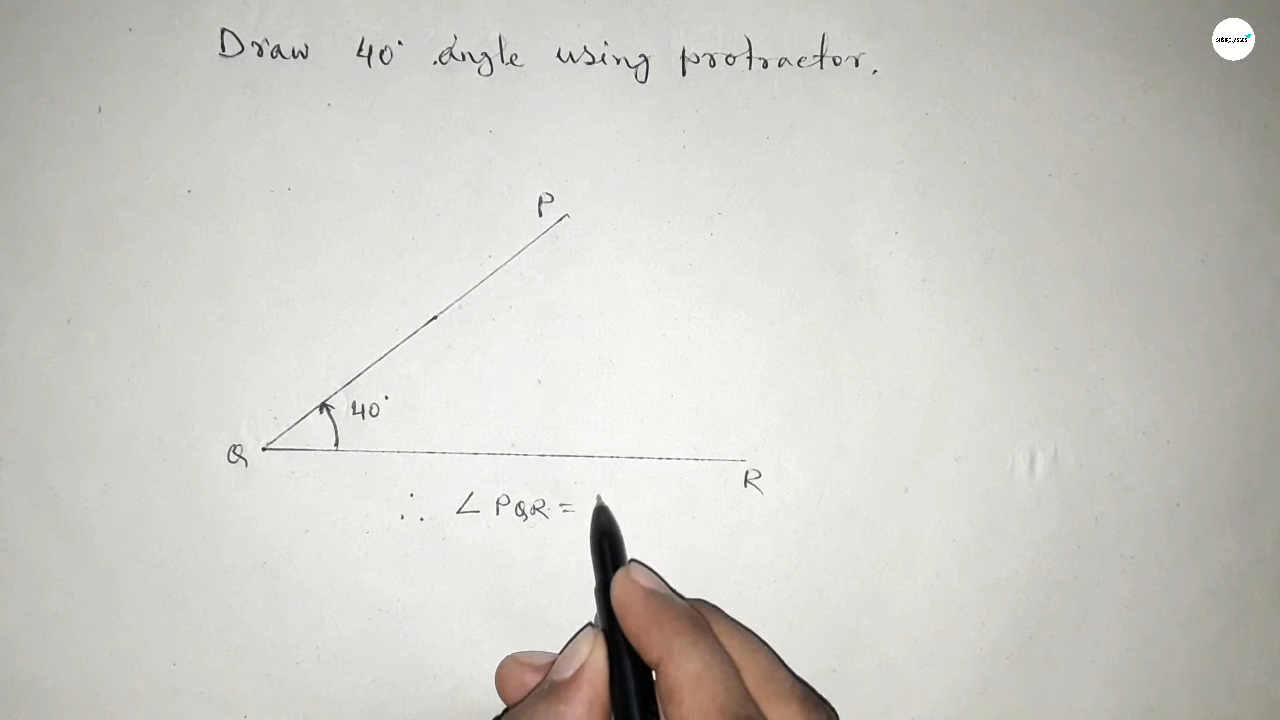 Draw 40° angle using protractor.
P
40°
Q
R
∴ ∠PQR =